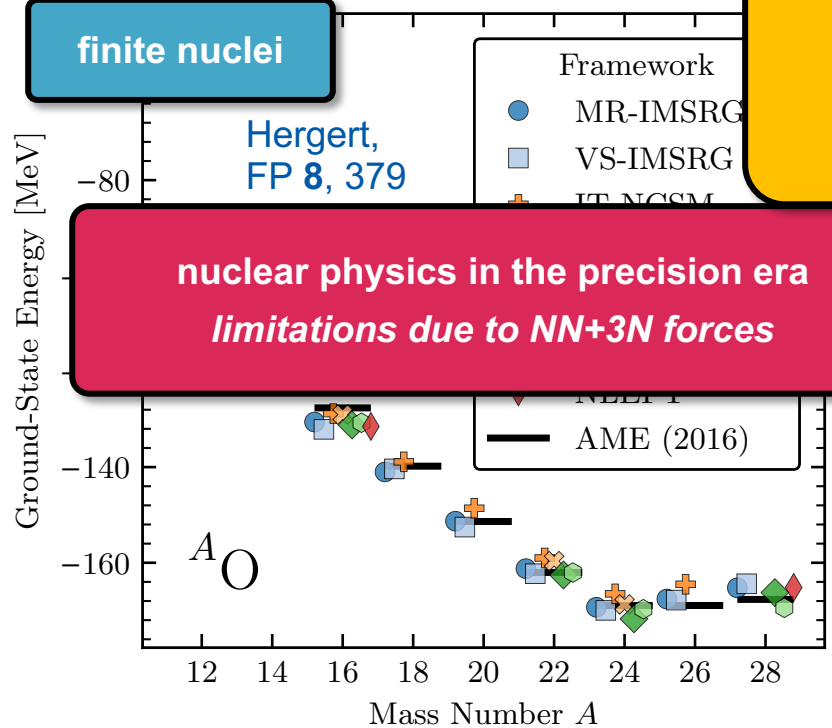 finite nuclei
Hergert,
FP 8, 379
Framework
MR-IMSRG
VS-IMSRG
nuclear physics in the precision era
limitations due to NN+3N forces
AME (2016)
Ground-State Energy [MeV]
−80
−140
−160
ᴬO
12 14 16 18 20 22 24 26 28
Mass Number A